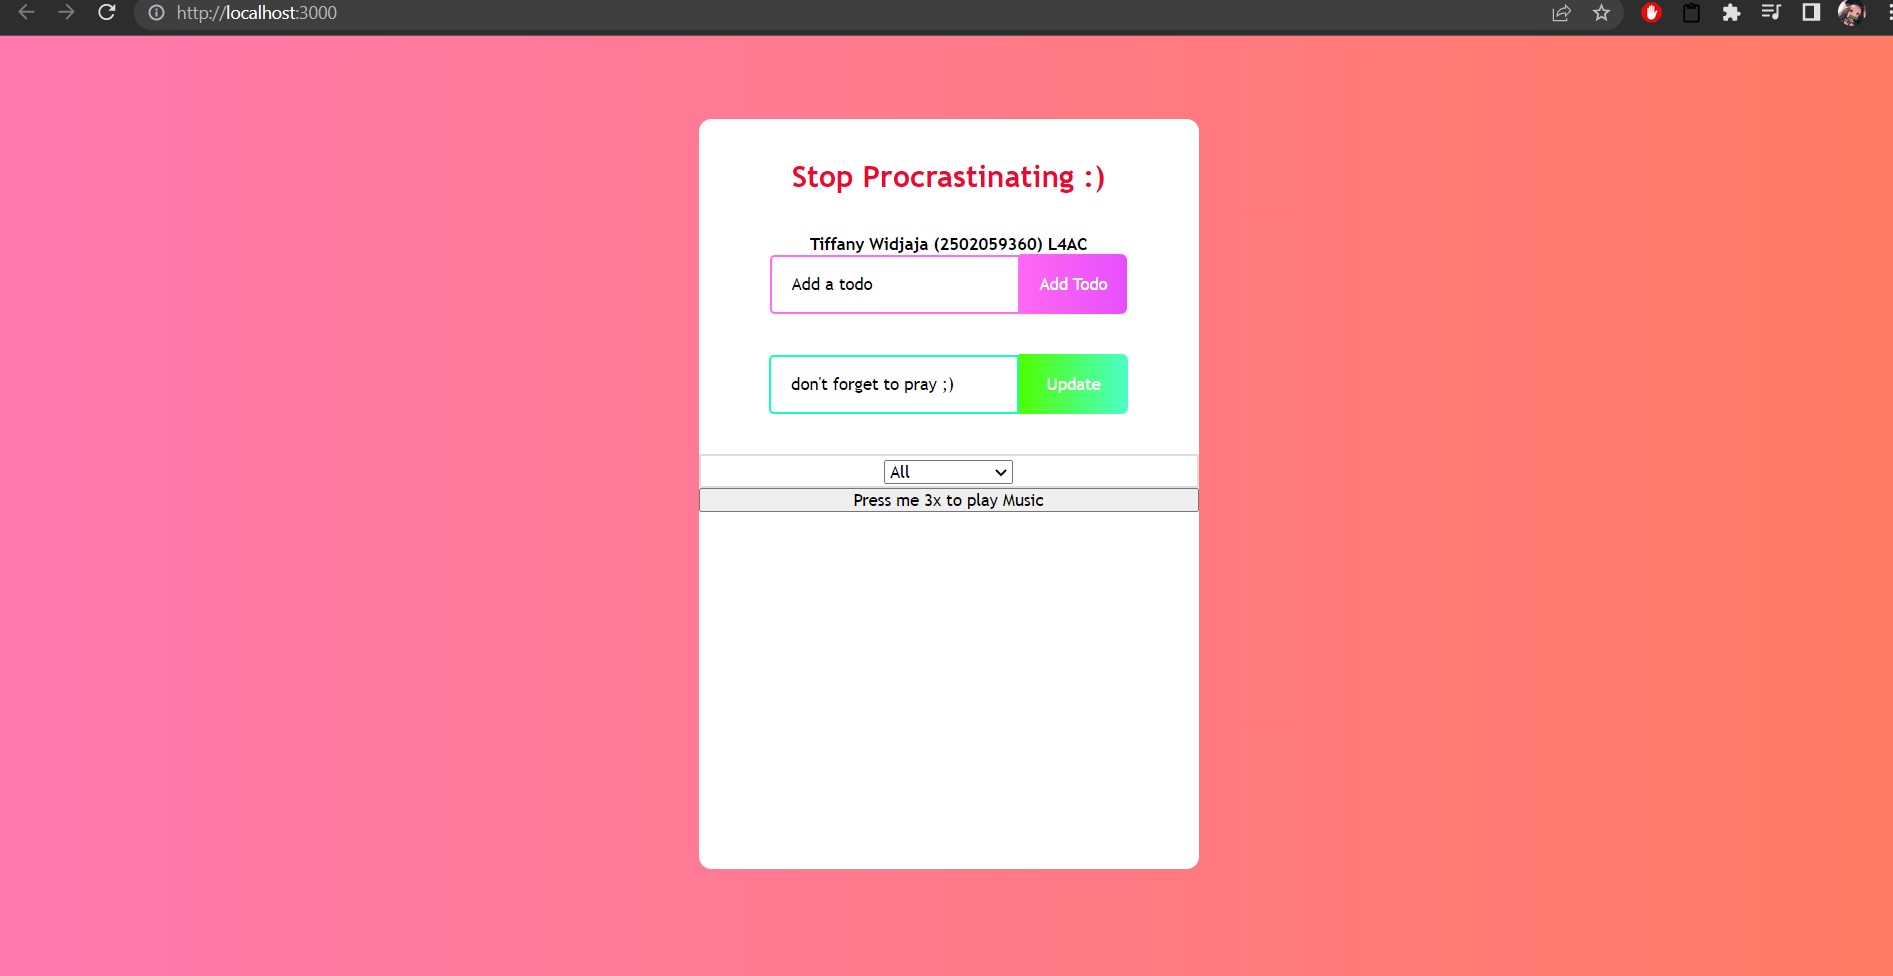 http://localhost:3000
Stop Procrastinating :)
Tiffany Widjaja (2502059360) L4AC
Add a todo Add Todo
don't forget to pray ;) Update
All
Press me 3x to play Music